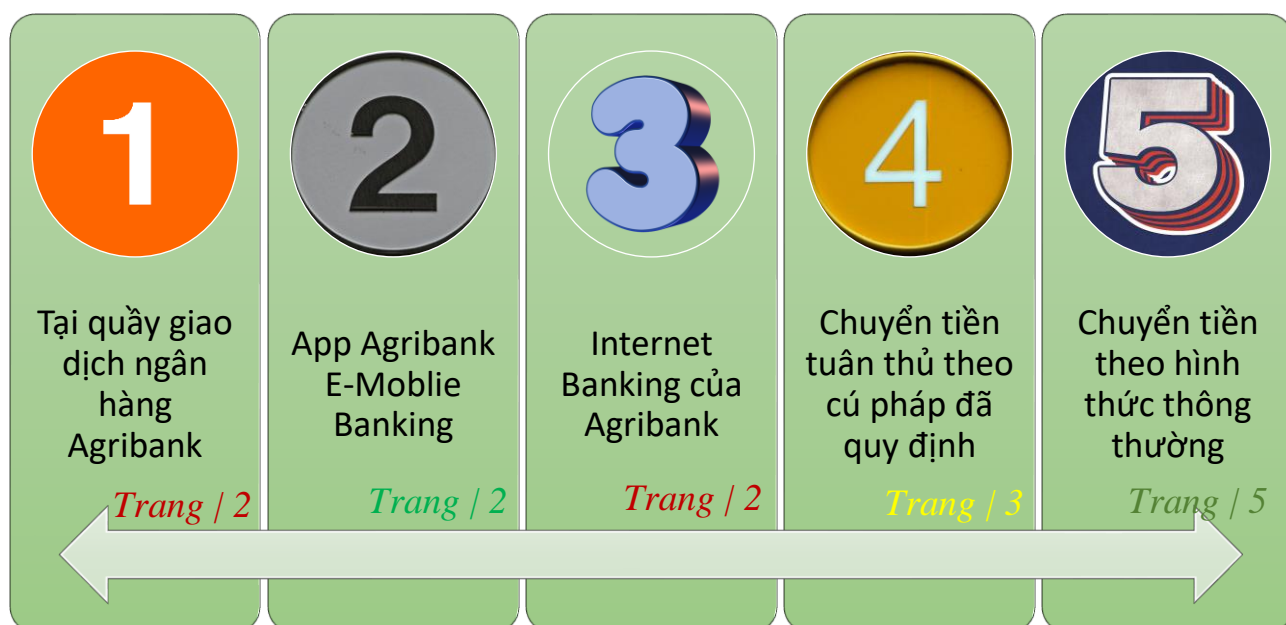 1
Tại quầy giao
dịch ngân
hàng
Agribank
Trang / 2
2
App Agribank
E-Moblie
Banking
Trang / 2
3
Internet
Banking của
Agribank
Trang / 2
4
Chuyển tiền
tuân thủ theo
cú pháp đã
quy định
Trang / 3
5
Chuyển tiền
theo hình
thức thông
thường
Trang / 5